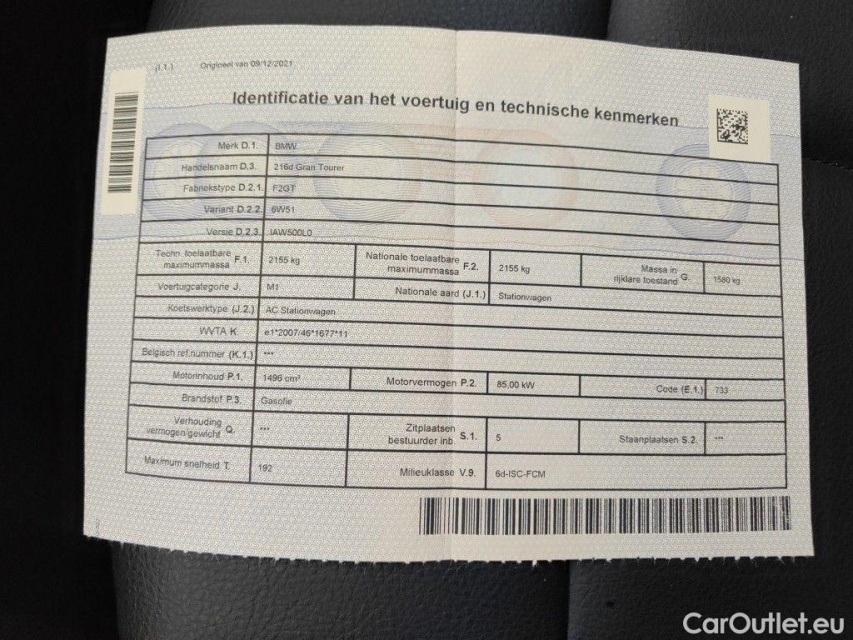 (I.1.) Origineel van 09/12/2021
Identificatie van het voertuig en technische kenmerken
Merk D.1. BMW
Handelsnaam D.3. 216d Gran Tourer
Fabriekstype D.2.1. F2GT
Variant D.2.2. 6W51
Versie D.2.3. IAW500L0
Techn. toelaatbare maximummassa F.1. 2155 kg Nationale toelaatbare maximummassa F.2. 2155 kg Massa in rijklare toestand G. 1580 kg
Voertuigcategorie J. M1 Nationale aard (J.1.) Stationwagen
Koetswerktype (J.2.) AC Stationwagen
WVTA K. e1*2007/46*1677*11
Belgisch ref.nummer (K.1.) ***
Motorinhoud P.1. 1496 cm³ Motorvermogen P.2. 85,00 kW Code (E.1.) 733
Brandstof P.3. Gasolie
Verhouding vermogen/gewicht Q. *** Zitplaatsen bestuurder inb. S.1. 5 Staanplaatsen S.2. ***
Maximum snelheid T. 192 Milieuklasse V.9. 6d-ISC-FCM
CarOutlet.eu